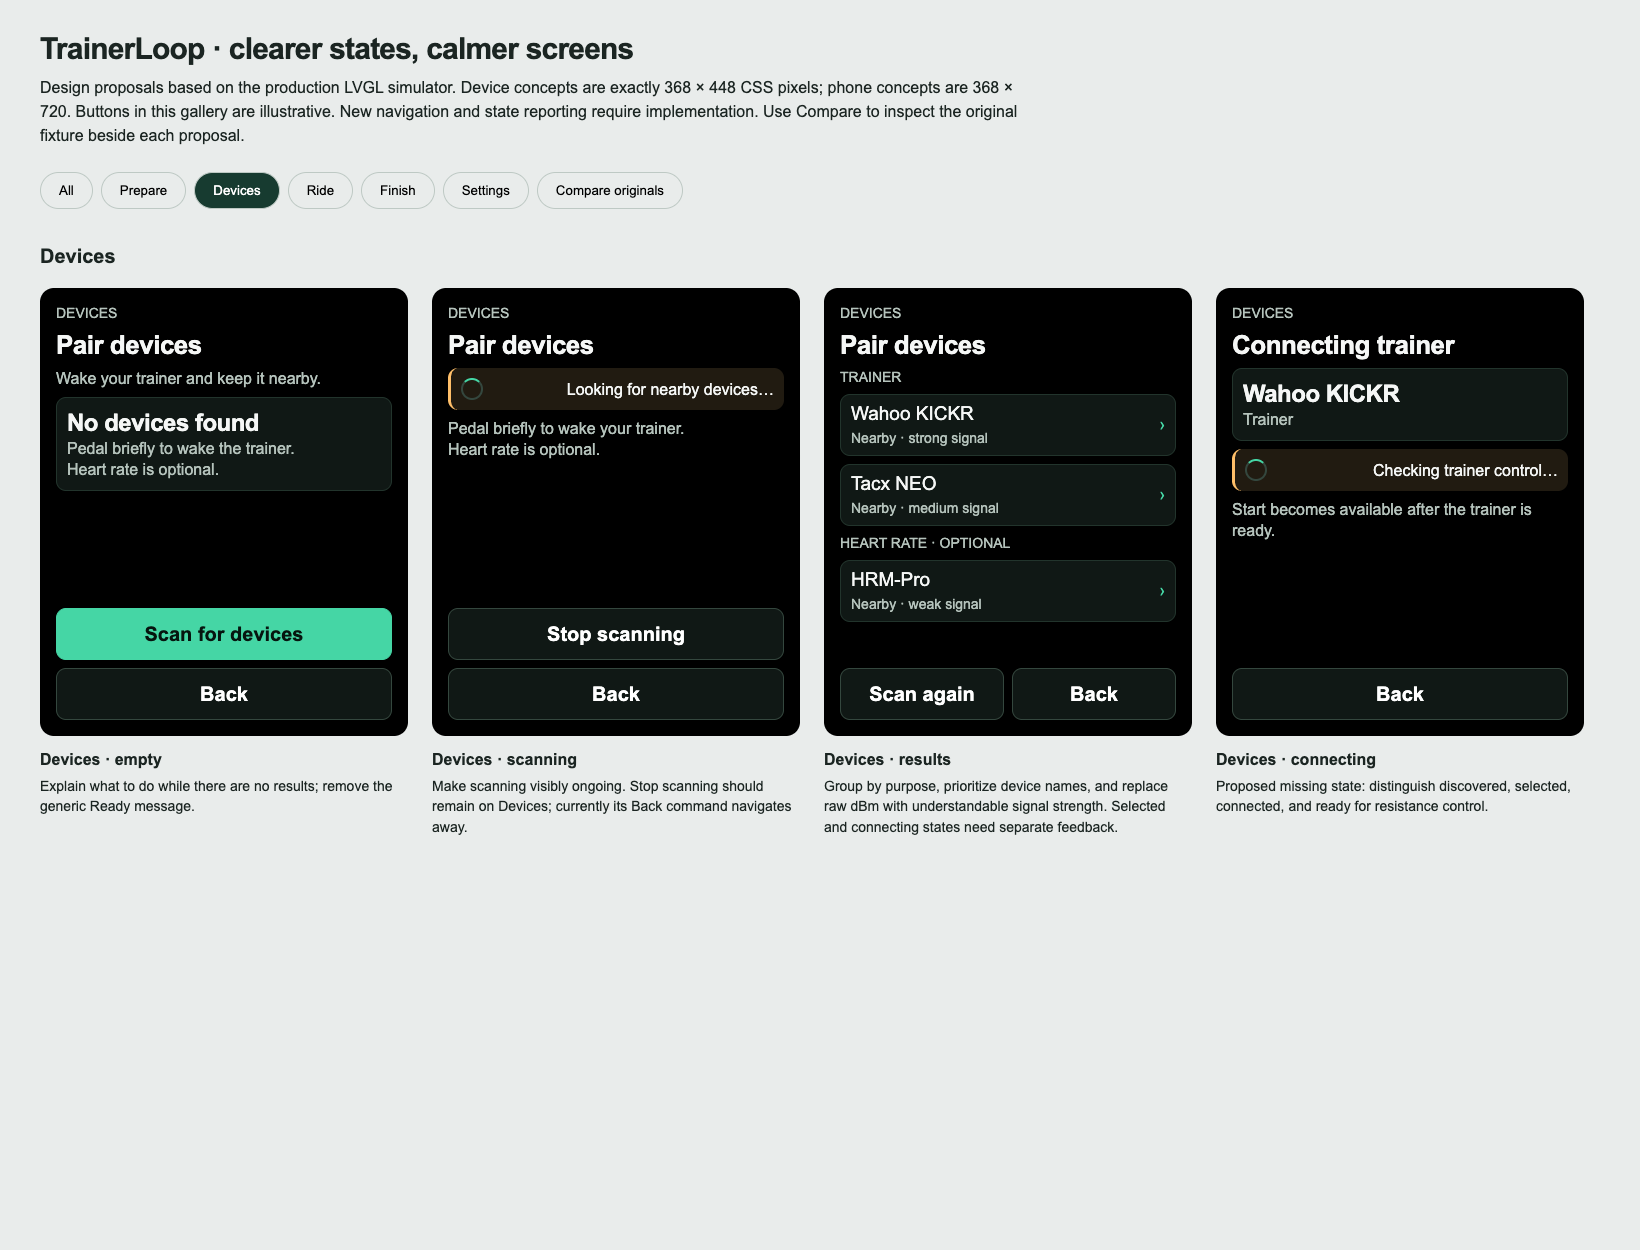 TrainerLoop · clearer states, calmer screens
Design proposals based on the production LVGL simulator. Device concepts are exactly 368 × 448 CSS pixels; phone concepts are 368 ×
720. Buttons in this gallery are illustrative. New navigation and state reporting require implementation. Use Compare to inspect the original
fixture beside each proposal.
All
Prepare
Devices
Ride
Finish
Settings
Compare originals
Devices
DEVICES
Pair devices
Wake your trainer and keep it nearby.
No devices found
Pedal briefly to wake the trainer.
Heart rate is optional.
Scan for devices
Back
Devices · empty
Explain what to do while there are no results; remove the
generic Ready message.
DEVICES
Pair devices
Looking for nearby devices…
Pedal briefly to wake your trainer.
Heart rate is optional.
Stop scanning
Back
Devices · scanning
Make scanning visibly ongoing. Stop scanning should
remain on Devices; currently its Back command navigates
away.
DEVICES
Pair devices
TRAINER
Wahoo KICKR
Nearby · strong signal
Tacx NEO
Nearby · medium signal
HEART RATE · OPTIONAL
HRM-Pro
Nearby · weak signal
Scan again
Back
Devices · results
Group by purpose, prioritize device names, and replace
raw dBm with understandable signal strength. Selected
and connecting states need separate feedback.
DEVICES
Connecting trainer
Wahoo KICKR
Trainer
Checking trainer control…
Start becomes available after the trainer is
ready.
Back
Devices · connecting
Proposed missing state: distinguish discovered, selected,
connected, and ready for resistance control.